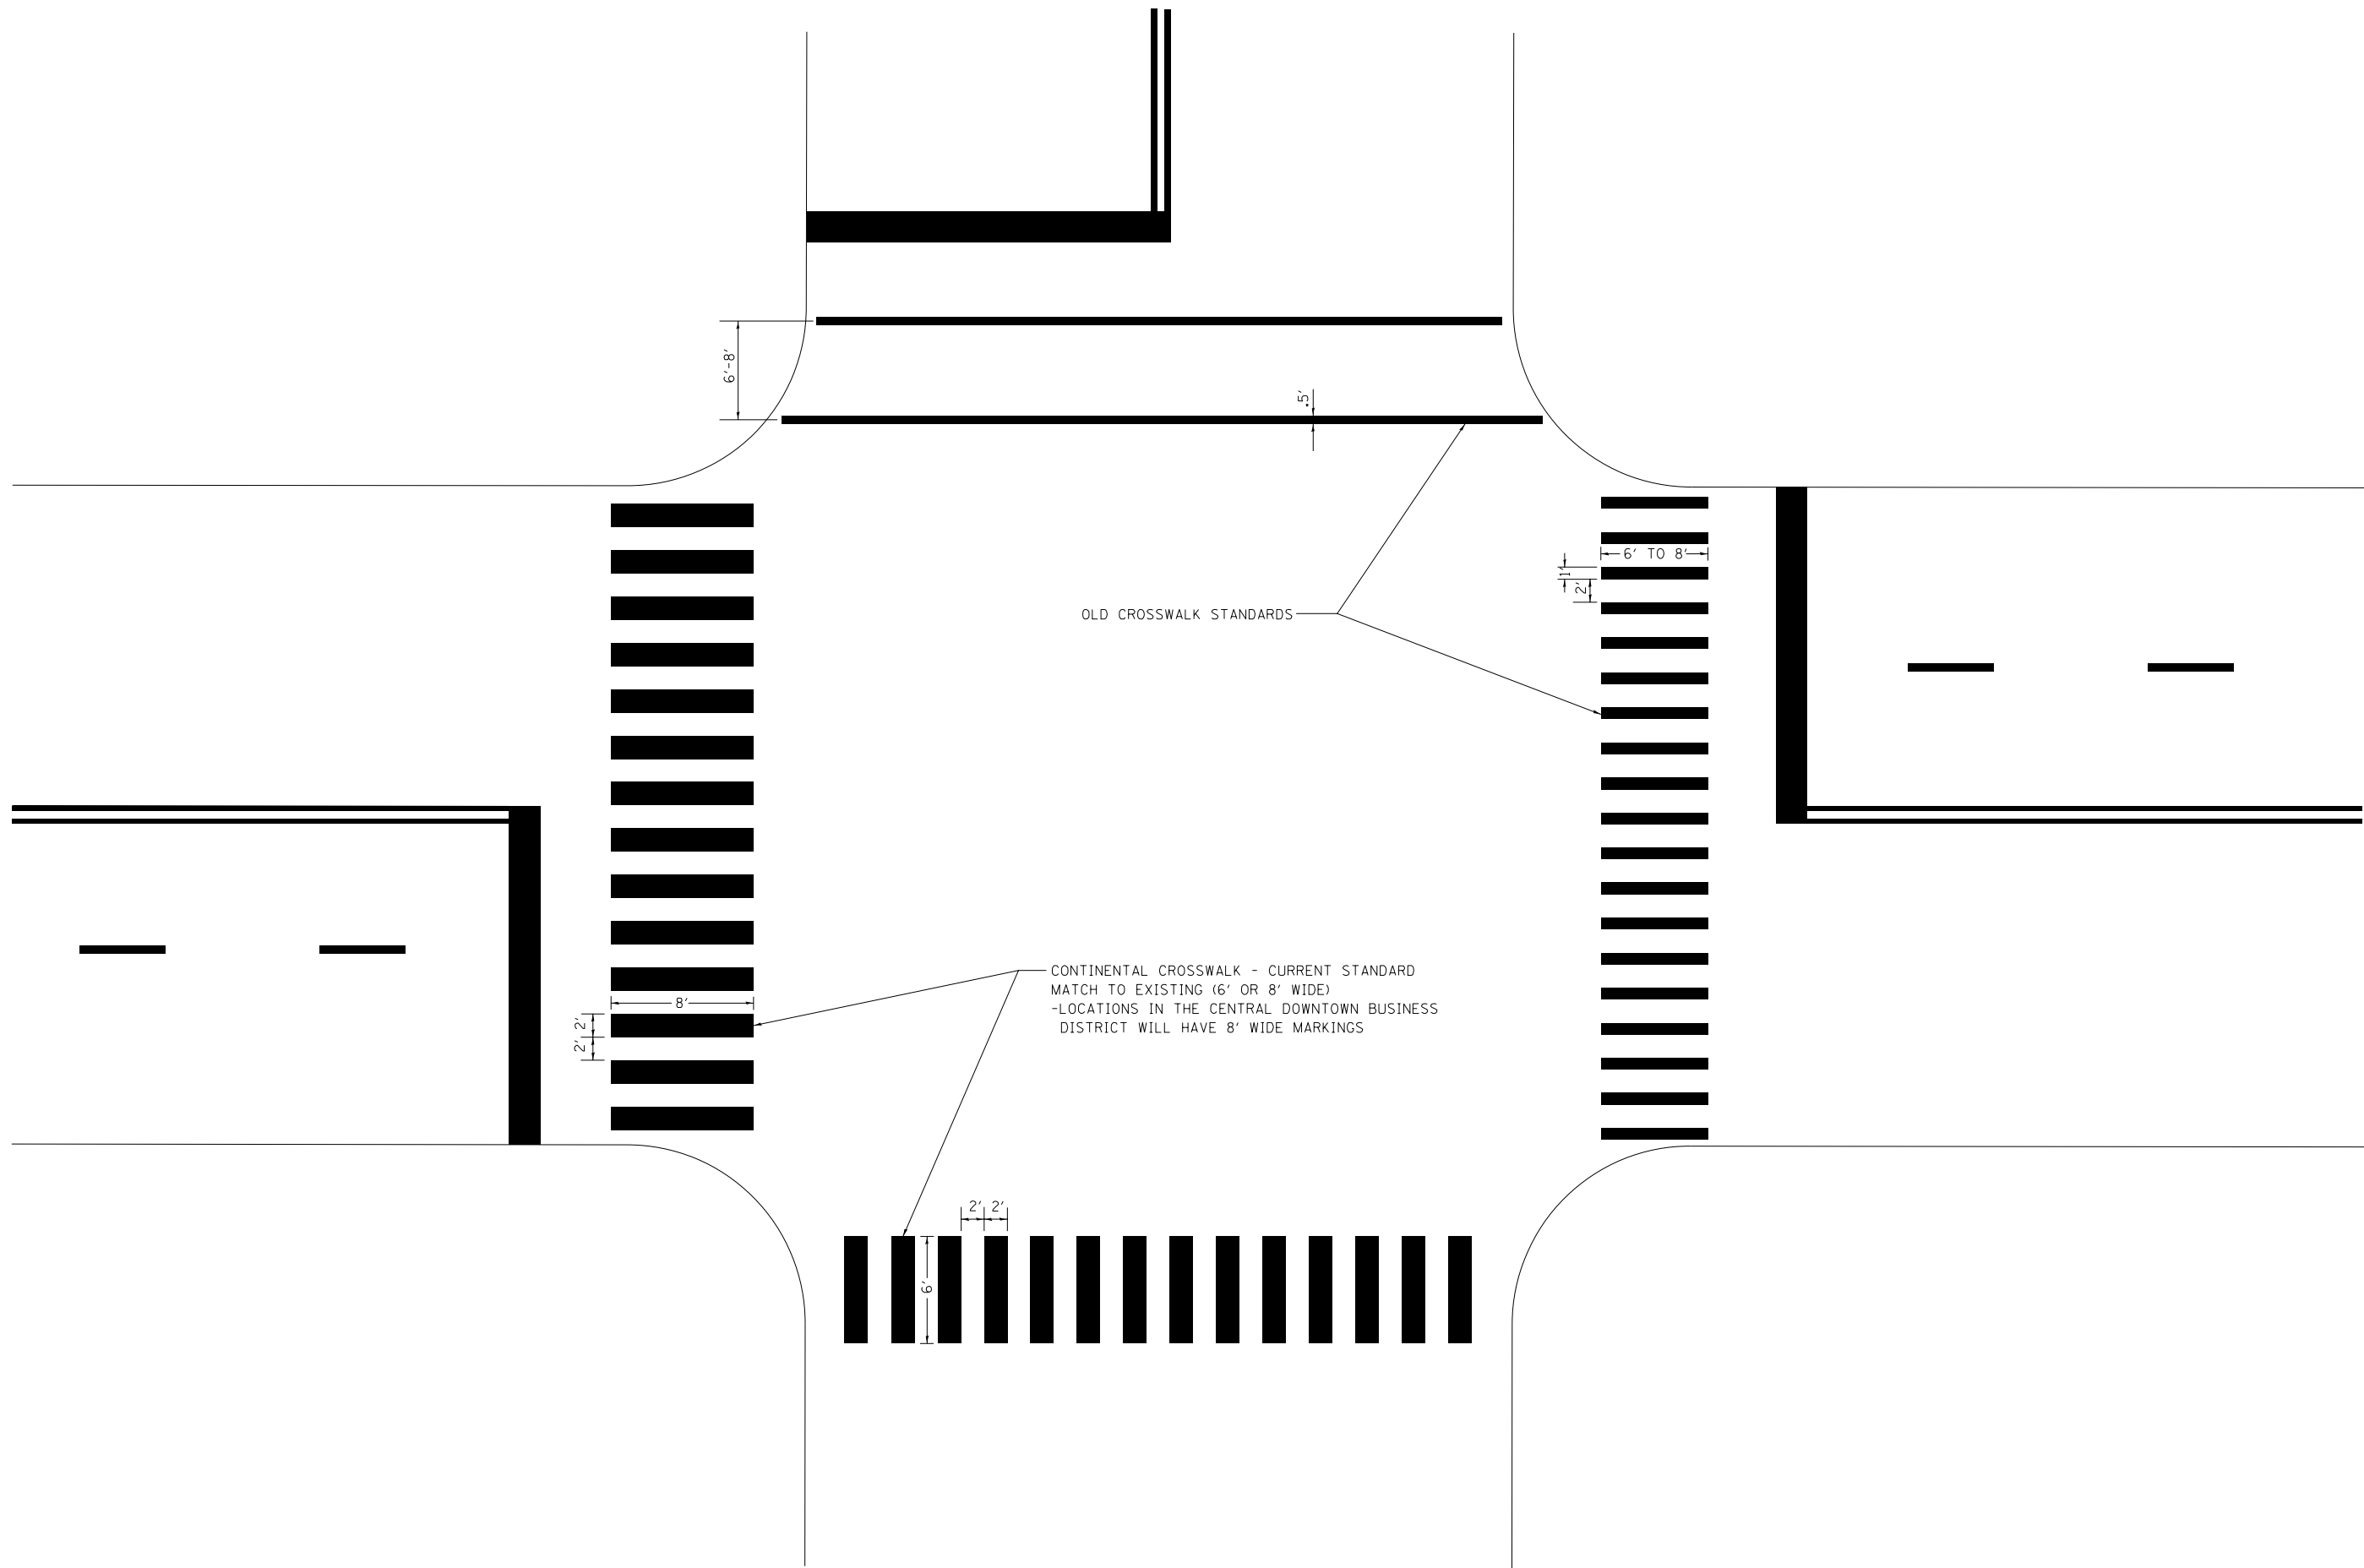 6'-8'
.5'
6' TO 8'
1'
2'
OLD CROSSWALK STANDARDS
CONTINENTAL CROSSWALK - CURRENT STANDARD
MATCH TO EXISTING (6' OR 8' WIDE)
-LOCATIONS IN THE CENTRAL DOWNTOWN BUSINESS
DISTRICT WILL HAVE 8' WIDE MARKINGS
8'
2'
2'
2' 2'
6'